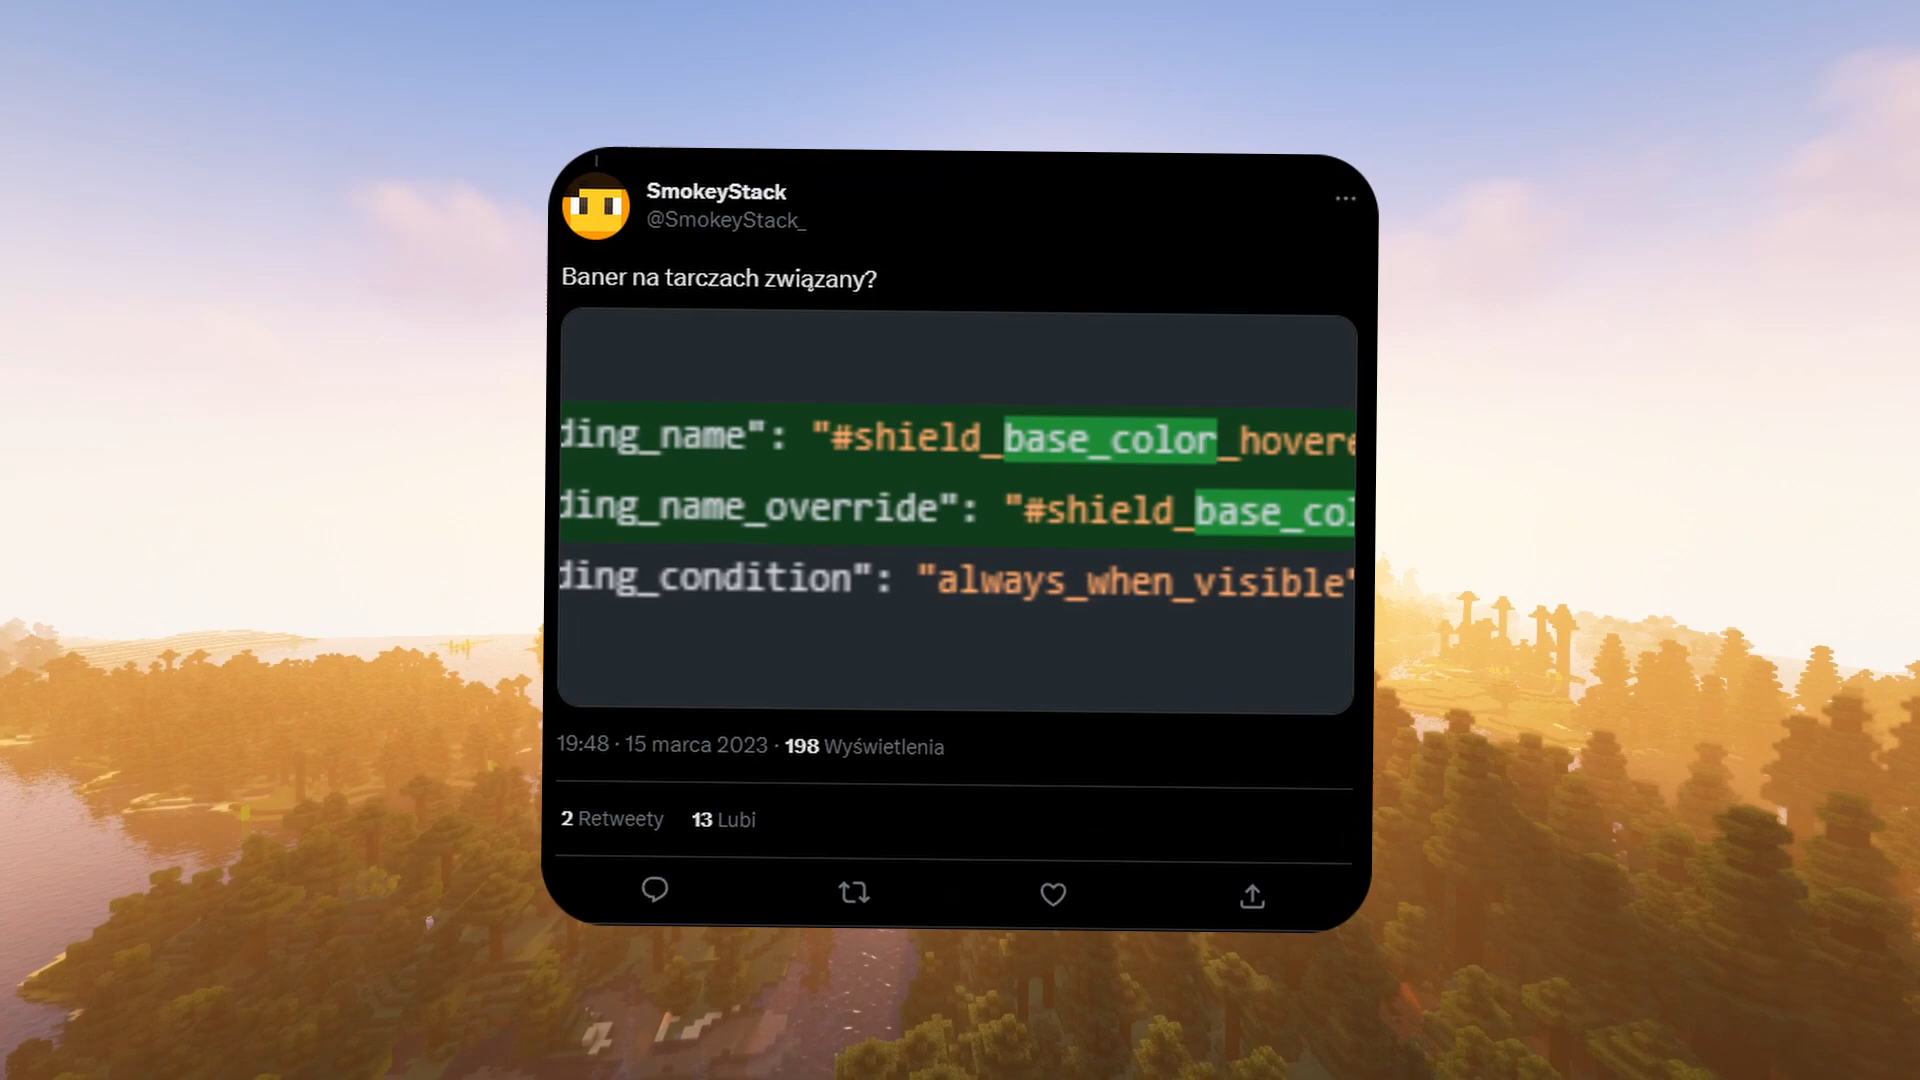 SmokeyStack
@SmokeyStack_
Baner na tarczach związany?
ding_name": "#shield_base_color_hovere
ding_name_override": "#shield_base_col
ding_condition": "always_when_visible"
19:48 · 15 marca 2023 · 198 Wyświetlenia
2 Retweety 13 Lubi